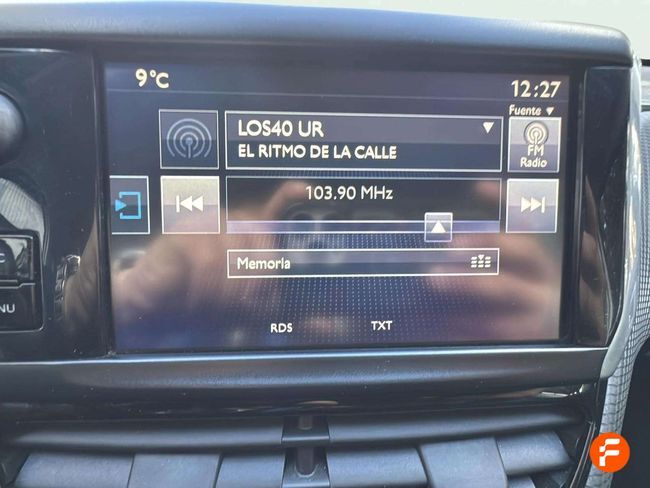 9°C
12:27
Fuente ▼
LOS40 UR ▼
EL RITMO DE LA CALLE
FM
Radio
103.90 MHz
Memoria
RDS
TXT
NU